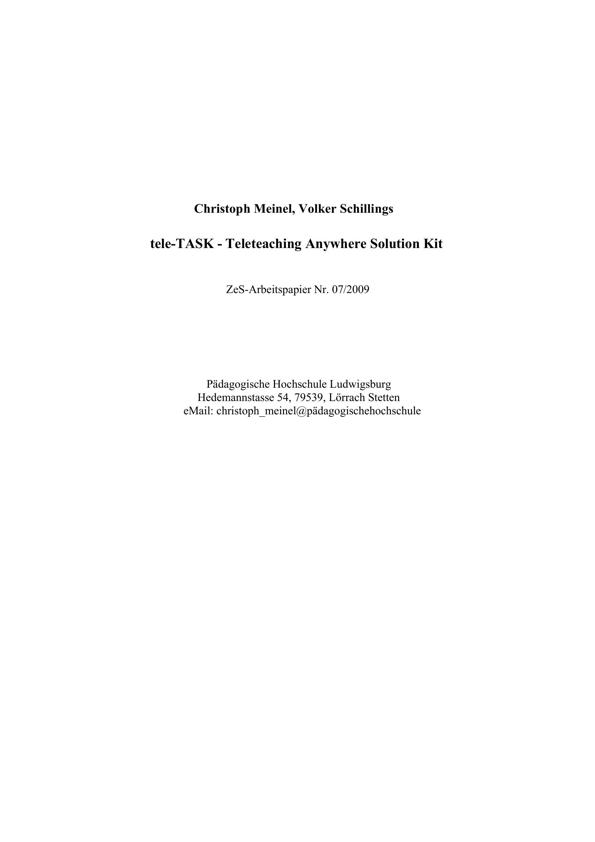 Christoph Meinel, Volker Schillings
tele-TASK - Teleteaching Anywhere Solution Kit
ZeS-Arbeitspapier Nr. 07/2009
Pädagogische Hochschule Ludwigsburg
Hedemannstasse 54, 79539, Lörrach Stetten
eMail: christoph_meinel@pädagogischehochschule